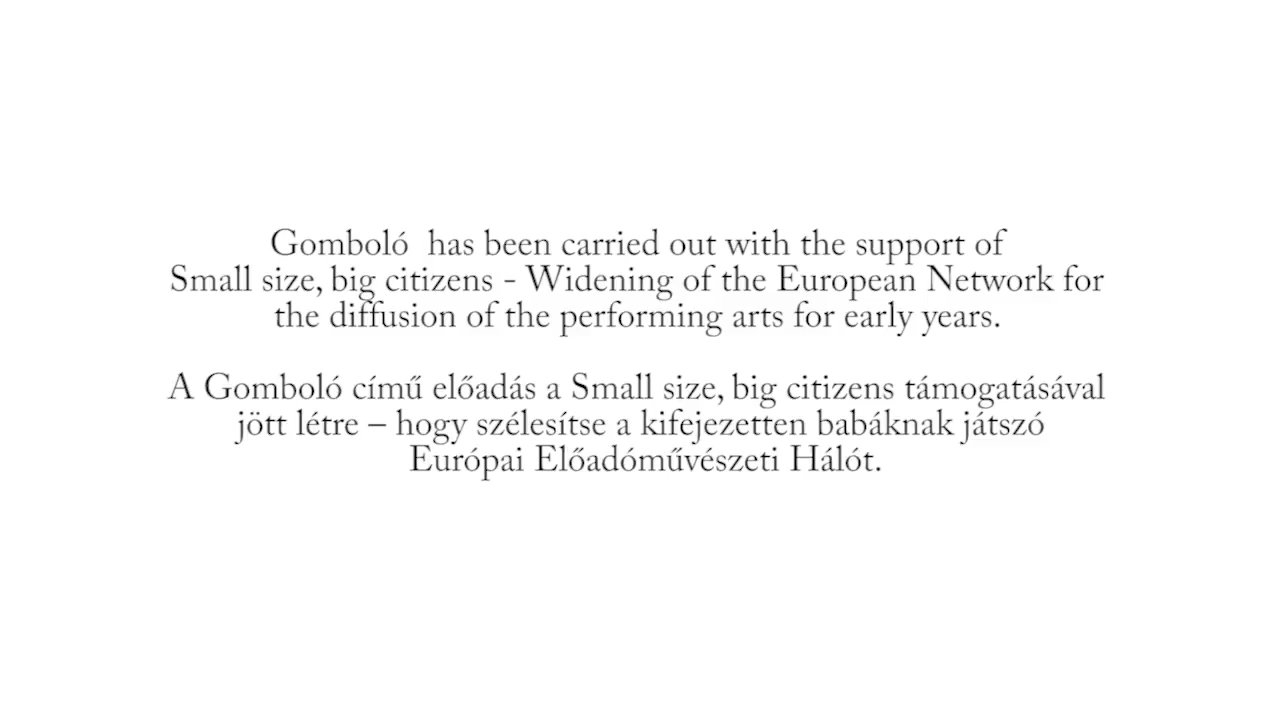 Gomboló has been carried out with the support of
Small size, big citizens - Widening of the European Network for
the diffusion of the performing arts for early years.
A Gomboló című előadás a Small size, big citizens támogatásával
jött létre – hogy szélesítse a kifejezetten babáknak játszó
Európai Előadóművészeti Hálót.